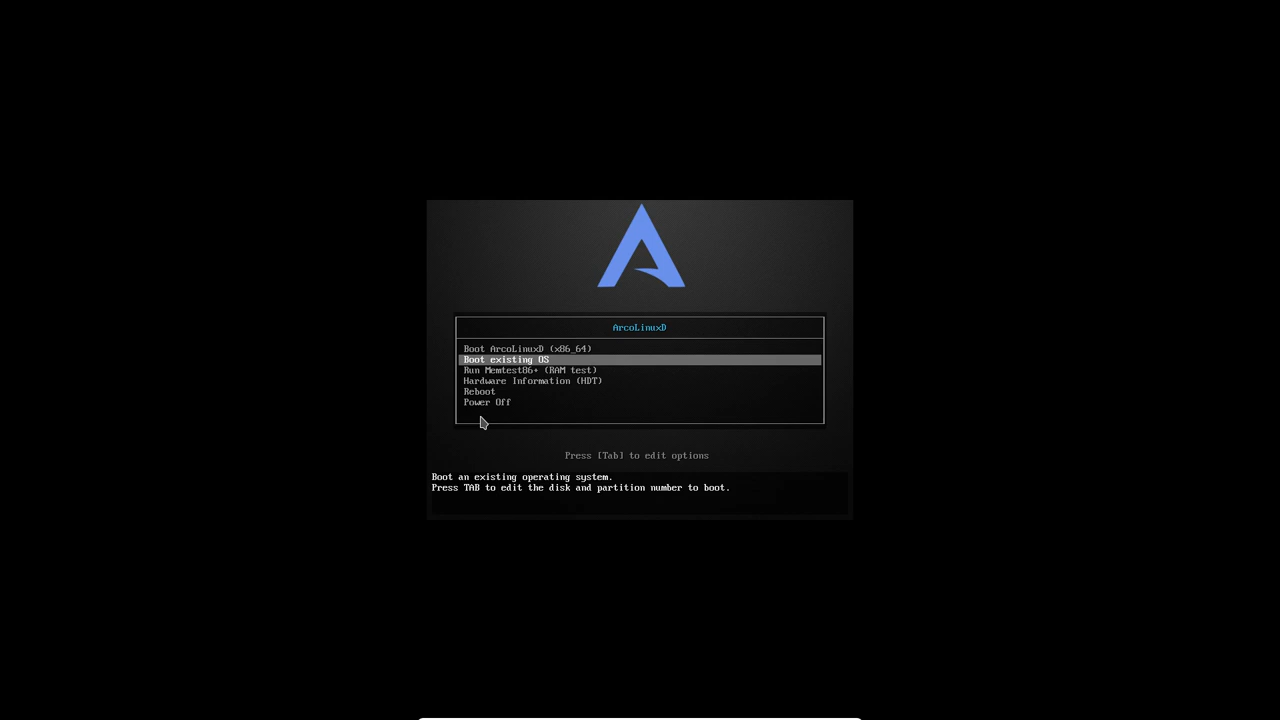 ArcoLinuxD
Boot ArcoLinuxD (x86_64)
Boot existing OS
Run Memtest86+ (RAM test)
Hardware Information (HDT)
Reboot
Power Off
Press [Tab] to edit options
Boot an existing operating system.
Press TAB to edit the disk and partition number to boot.